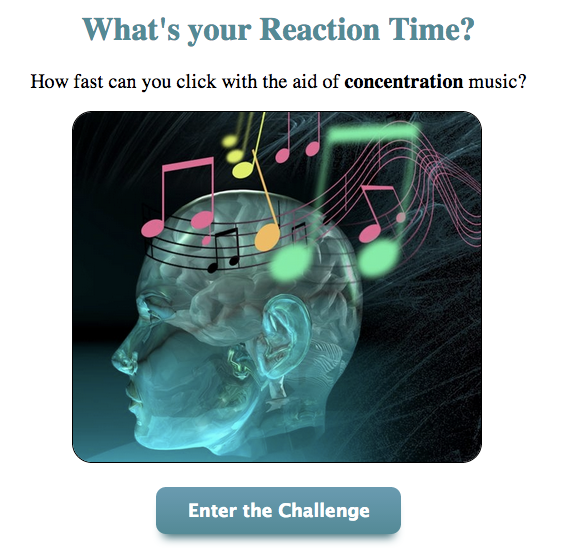 What's your Reaction Time?
How fast can you click with the aid of concentration music?
Enter the Challenge